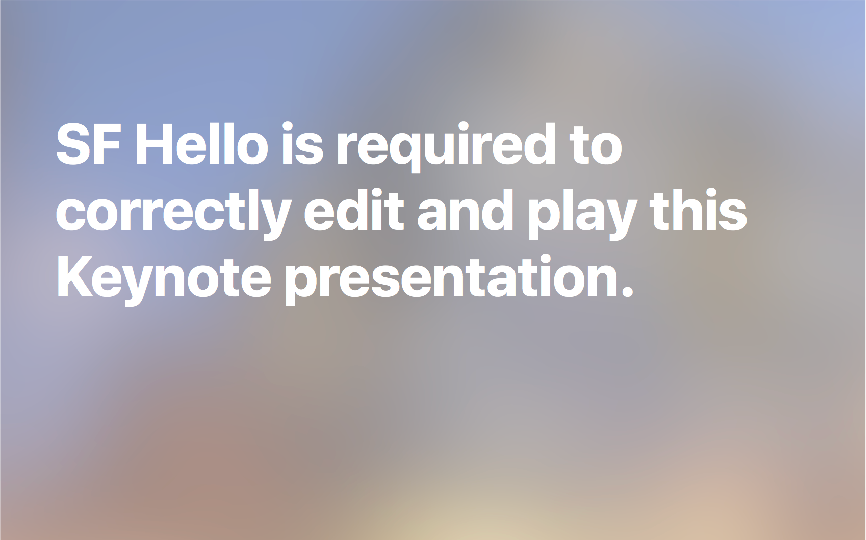 SF Hello is required to
correctly edit and play this
Keynote presentation.